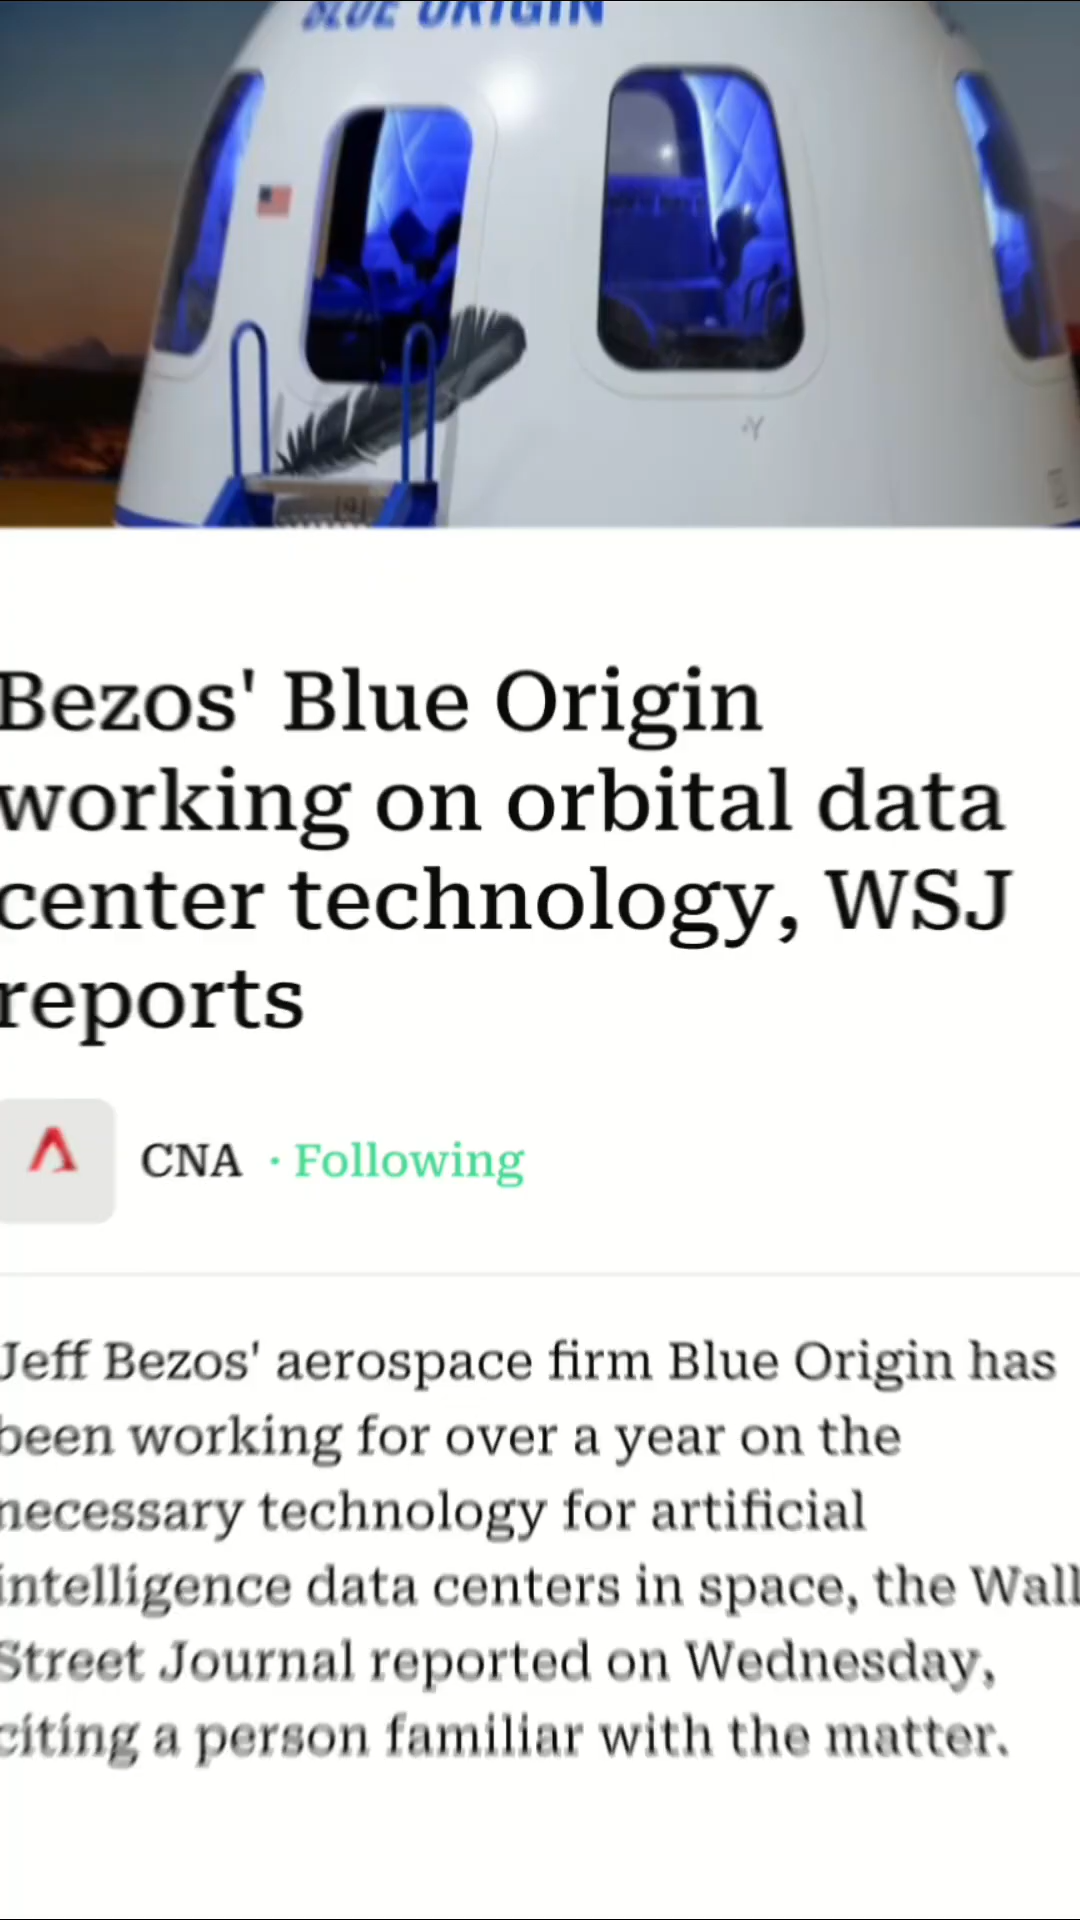 BLUE ORIGIN
Bezos' Blue Origin
working on orbital data
center technology, WSJ
reports
CNA · Following
Jeff Bezos' aerospace firm Blue Origin has
been working for over a year on the
necessary technology for artificial
intelligence data centers in space, the Wall
Street Journal reported on Wednesday,
citing a person familiar with the matter.